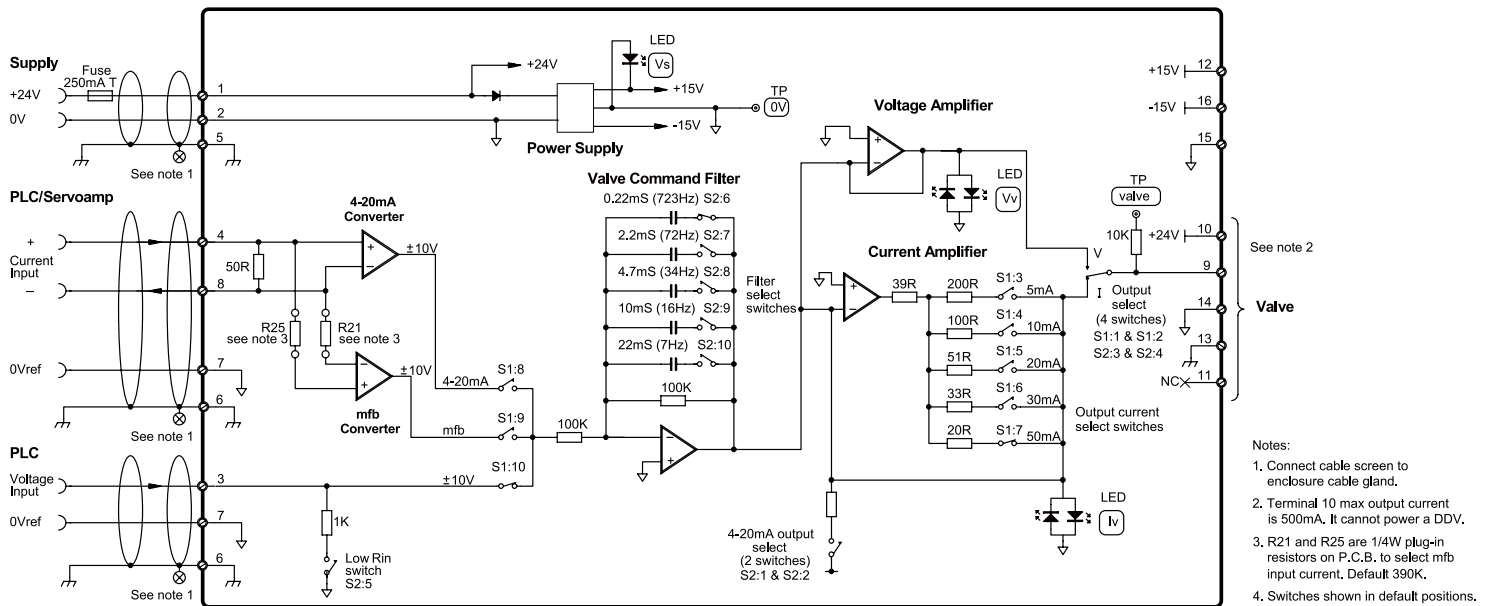 Supply
Fuse
250mA T
+24V
0V
1
2
5
See note 1
+24V
LED
Vs
+15V
-15V
TP
0V
Power Supply
PLC/Servoamp
+
Current
Input
–
4
8
50R
R25
see note 3
R21
see note 3
4-20mA
Converter
+
–
±10V
–
+
±10V
mfb
Converter
0Vref
7
6
See note 1
PLC
Voltage
Input
3
0Vref
7
6
See note 1
4-20mA
S1:8
mfb
S1:9
±10V
S1:10
1K
Low Rin
switch
S2:5
100K
Valve Command Filter
0.22mS (723Hz) S2:6
2.2mS (72Hz) S2:7
4.7mS (34Hz) S2:8
10mS (16Hz) S2:9
22mS (7Hz) S2:10
Filter
select
switches
100K
–
+
Voltage Amplifier
+
–
LED
Vv
Current Amplifier
+
–
39R
200R
S1:3
5mA
100R
S1:4
10mA
51R
S1:5
20mA
33R
S1:6
30mA
20R
S1:7
50mA
Output current
select switches
4-20mA output
select
(2 switches)
S2:1 & S2:2
LED
Iv
V
I
Output
select
(4 switches)
S1:1 & S1:2
S2:3 & S2:4
TP
valve
10K
+24V
+15V
12
-15V
16
15
10
9
14
13
NC
11
See note 2
Valve
Notes:
1. Connect cable screen to
enclosure cable gland.
2. Terminal 10 max output current
is 500mA. It cannot power a DDV.
3. R21 and R25 are 1/4W plug-in
resistors on P.C.B. to select mfb
input current. Default 390K.
4. Switches shown in default positions.